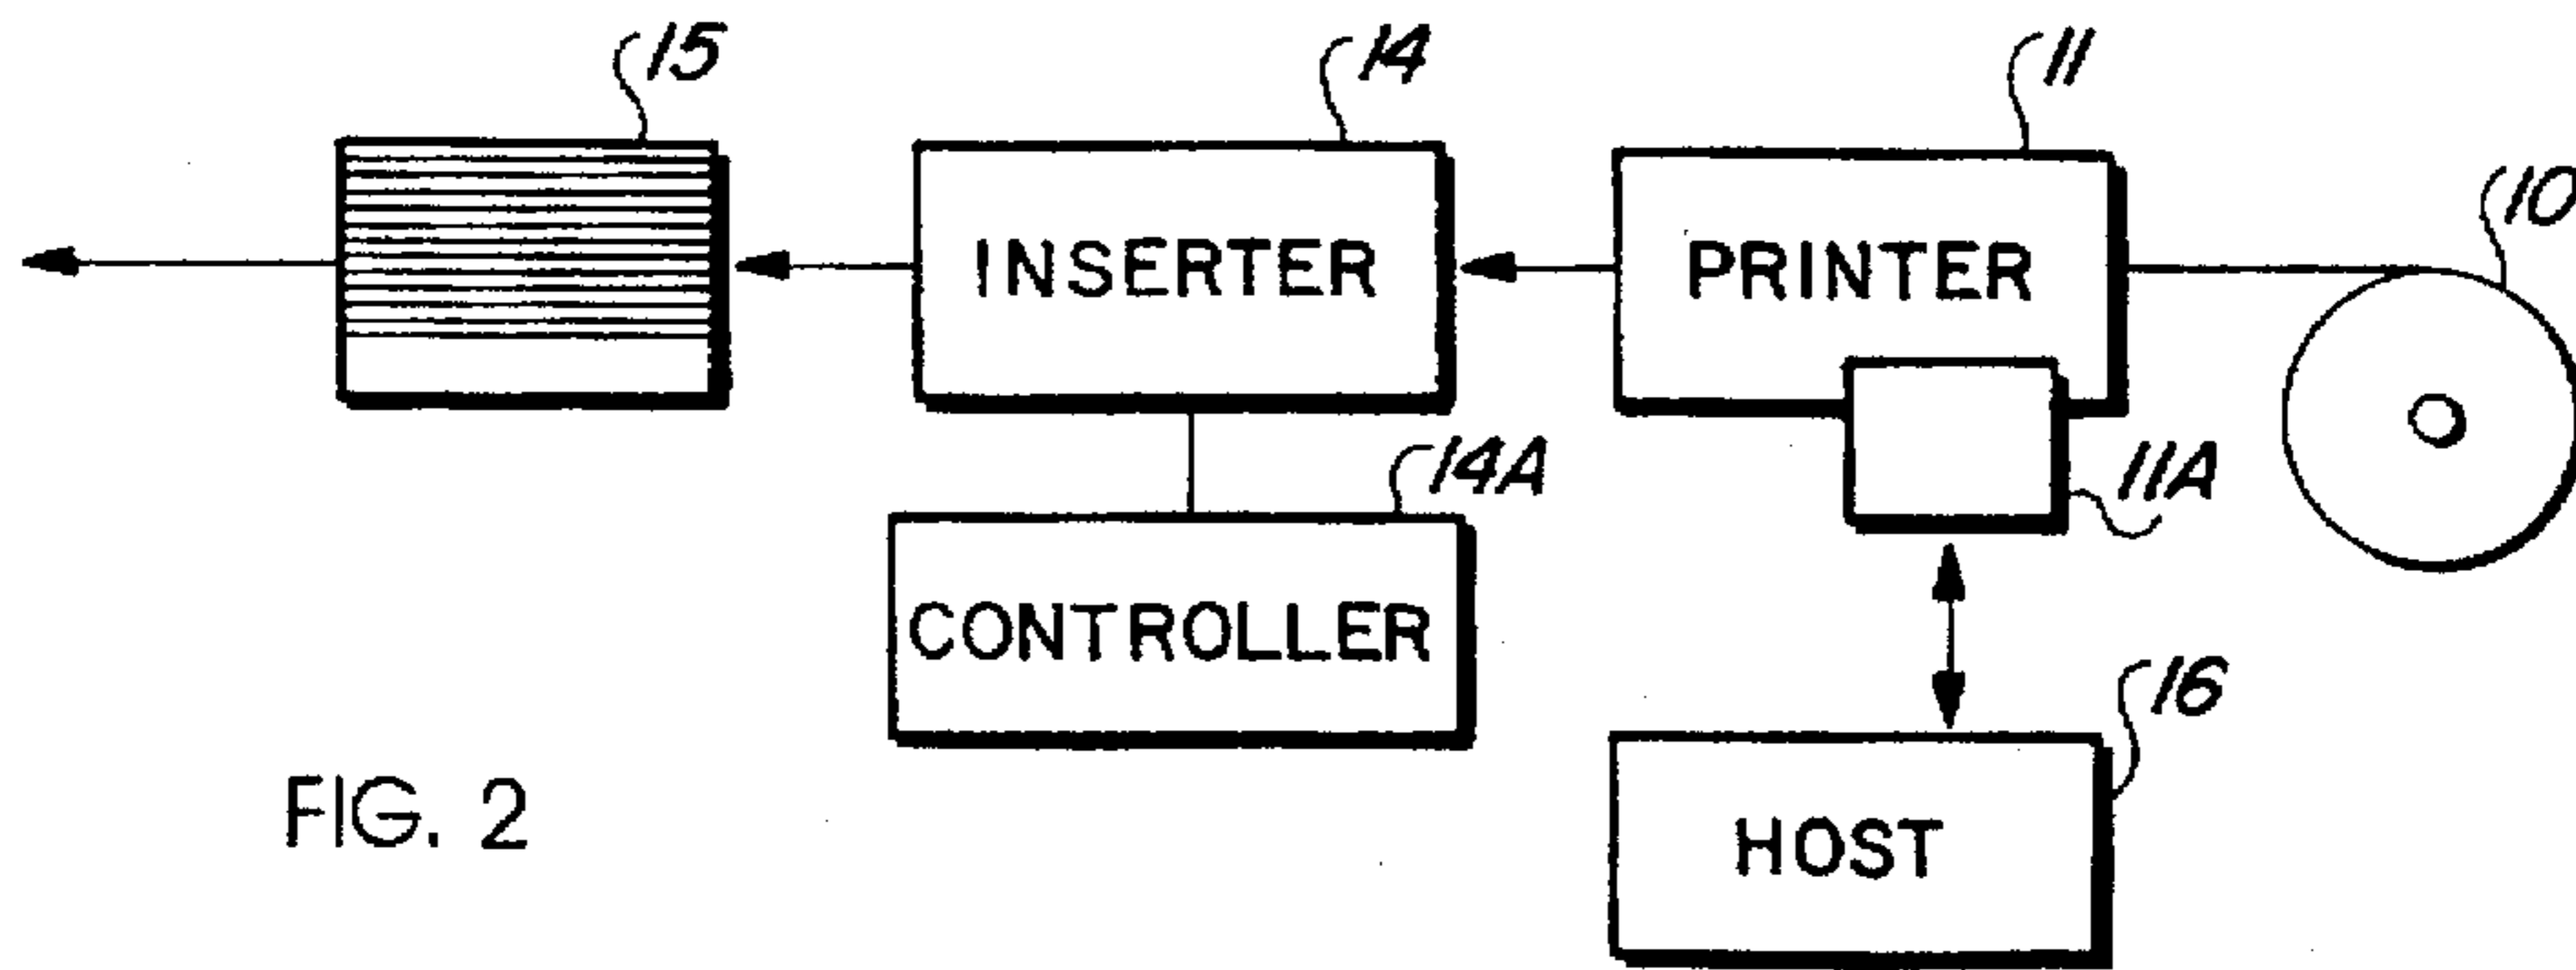 15
14
11
10
INSERTER
PRINTER
14A
11A
CONTROLLER
16
HOST
FIG. 2